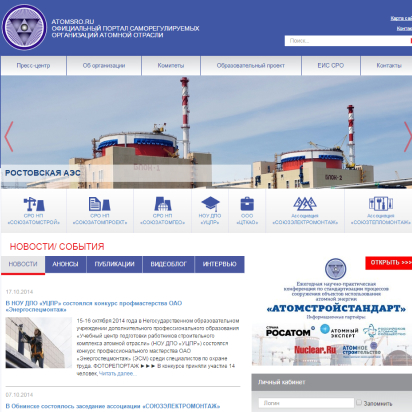 ATOMSRO.RU
ОФИЦИАЛЬНЫЙ ПОРТАЛ САМОРЕГУЛИРУЕМЫХ
ОРГАНИЗАЦИЙ АТОМНОЙ ОТРАСЛИ
Карта
Поиск...
Пресс-центр
Об организации
Комитеты
Образовательный проект
ЕИС СРО
Контакты
РОСТОВСКАЯ АЭС
СРО НП
«СОЮЗАТОМСТРОЙ»
СРО НП
«СОЮЗАТОМПРОЕКТ»
СРО НП
«СОЮЗАТОМГЕО»
НОУ ДПО
«УЦПР»
ООО
«ЦТКАО»
Ассоциация
«СОЮЗЭЛЕКТРОМОНТАЖ»
Ассоциация
«СОЮЗТЕПЛОМОНТАЖ»
НОВОСТИ/ СОБЫТИЯ
НОВОСТИ
АНОНСЫ
ПУБЛИКАЦИИ
ВИДЕОБЛОГ
ИНТЕРВЬЮ
17.10.2014
В НОУ ДПО «УЦПР» состоялся конкурс профмастерства ОАО
«Энергоспецмонтаж»
15-16 октября 2014 года в Негосударственном образовательном
учреждении дополнительного профессионального образования
«Учебный центр подготовки работников строительного
комплекса атомной отрасли» (НОУ ДПО «УЦПР») состоялся
конкурс профессионального мастерства ОАО
«Энергоспецмонтаж» (ЭСМ) среди специалистов по охране
труда. ФОТОРЕПОРТАЖ ►►► В конкурсе приняли участие 14
человек. Читать далее...
07.10.2014
В Обнинске состоялось заседание ассоциации «СОЮЗЭЛЕКТРОМОНТАЖ»
ОТКРЫТЬ >>>
Ежегодная научно-практическая
конференция по стандартизации процессов
сооружения объектов использования
атомной энергии
«АТОМСТРОЙСТАНДАРТ»
Информационные партнеры:
СТРАНА
РОСАТОМ
АТОМНЫЙ
ЭКСПЕРТ
Nuclear.Ru
АТОМНОЕ
СТРОИТЕЛЬСТВО
Личный кабинет
Логин
Запомнить